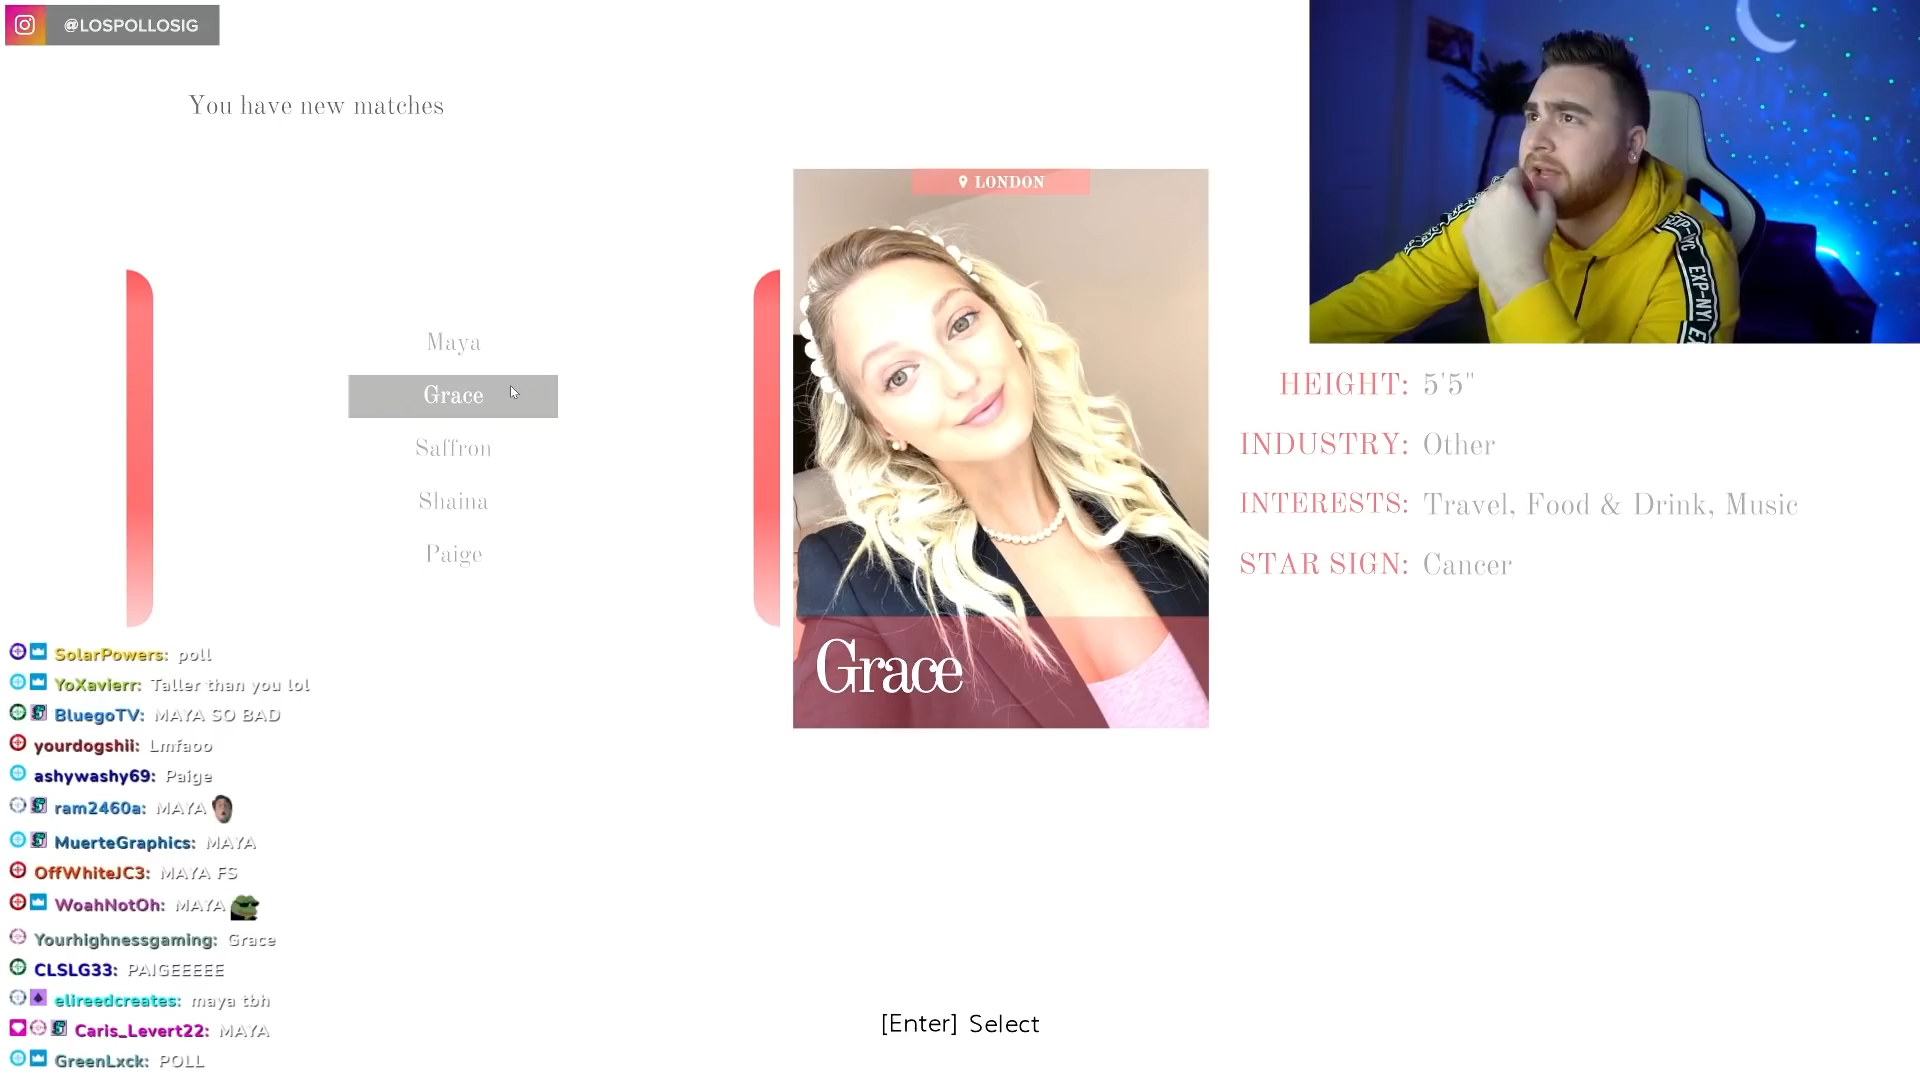 @LOSPOLLOSIG
You have new matches
LONDON
Maya
Grace
Saffron
Shaina
Paige
Grace
HEIGHT: 5'5"
INDUSTRY: Other
INTERESTS: Travel, Food & Drink, Music
STAR SIGN: Cancer
SolarPowers: poll
YoXavierr: Taller than you lol
BluegoTV: MAYA SO BAD
yourdogshii: Lmfaoo
ashywashy69: Paige
ram2460a: MAYA
MuerteGraphics: MAYA
OffWhiteJC3: MAYA FS
WoahNotOh: MAYA
Yourhighnessgaming: Grace
CLSLG33: PAIGEEEEE
elireedcreates: maya tbh
Caris_Levert22: MAYA
GreenLxck: POLL
[Enter] Select